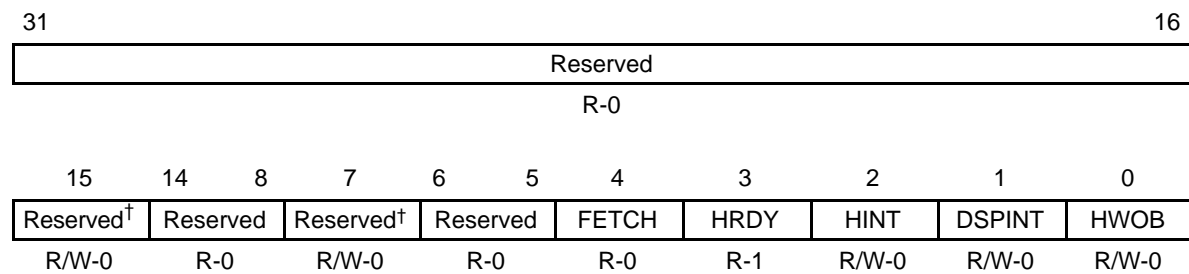 31 16
Reserved
R-0
15 14 8 7 6 5 4 3 2 1 0
Reserved† Reserved Reserved† Reserved FETCH HRDY HINT DSPINT HWOB
R/W-0 R-0 R/W-0 R-0 R-0 R-1 R/W-0 R/W-0 R/W-0